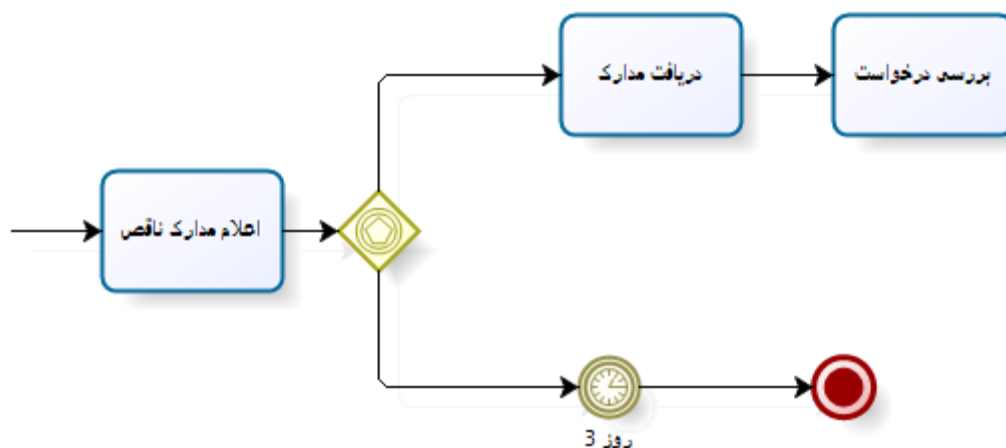 دریافت مدارک
بررسی درخواست
اعلام مدارک ناقص
روز 3